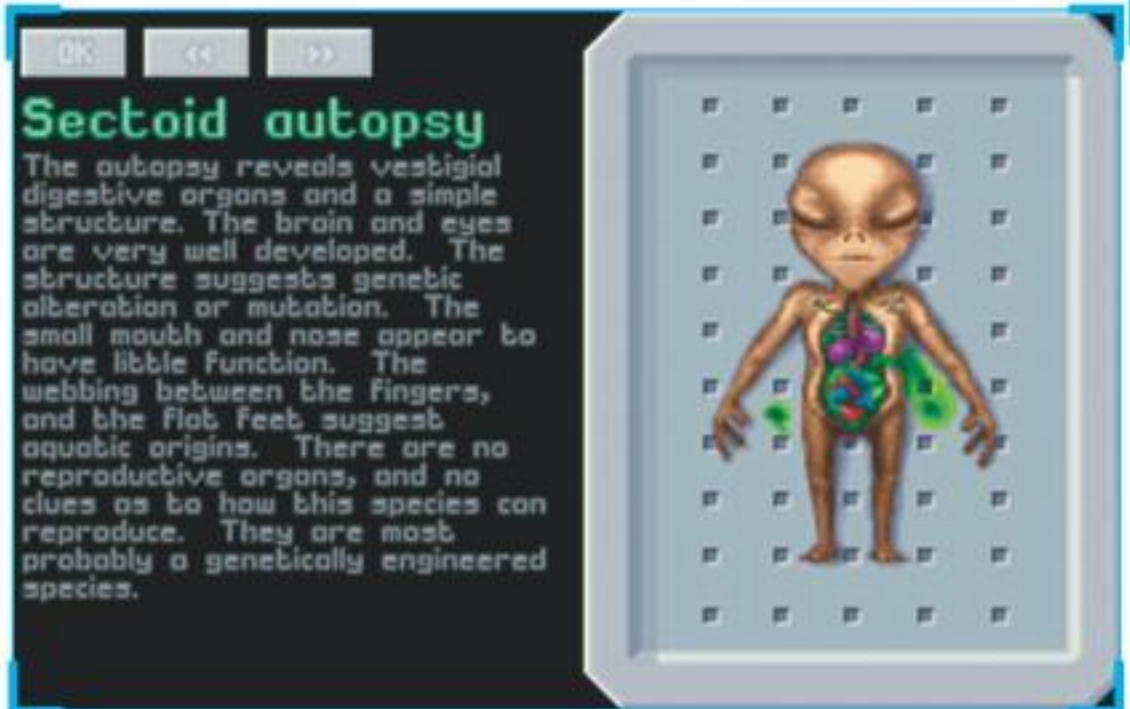 OK << >>
Sectoid autopsy
The autopsy reveals vestigial
digestive organs and a simple
structure. The brain and eyes
are very well developed.  The
structure suggests genetic
alteration or mutation.  The
small mouth and nose appear to
have little function.  The
webbing between the fingers,
and the flat feet suggest
aquatic origins.  There are no
reproductive organs, and no
clues as to how this species can
reproduce.  They are most
probably a genetically engineered
species.